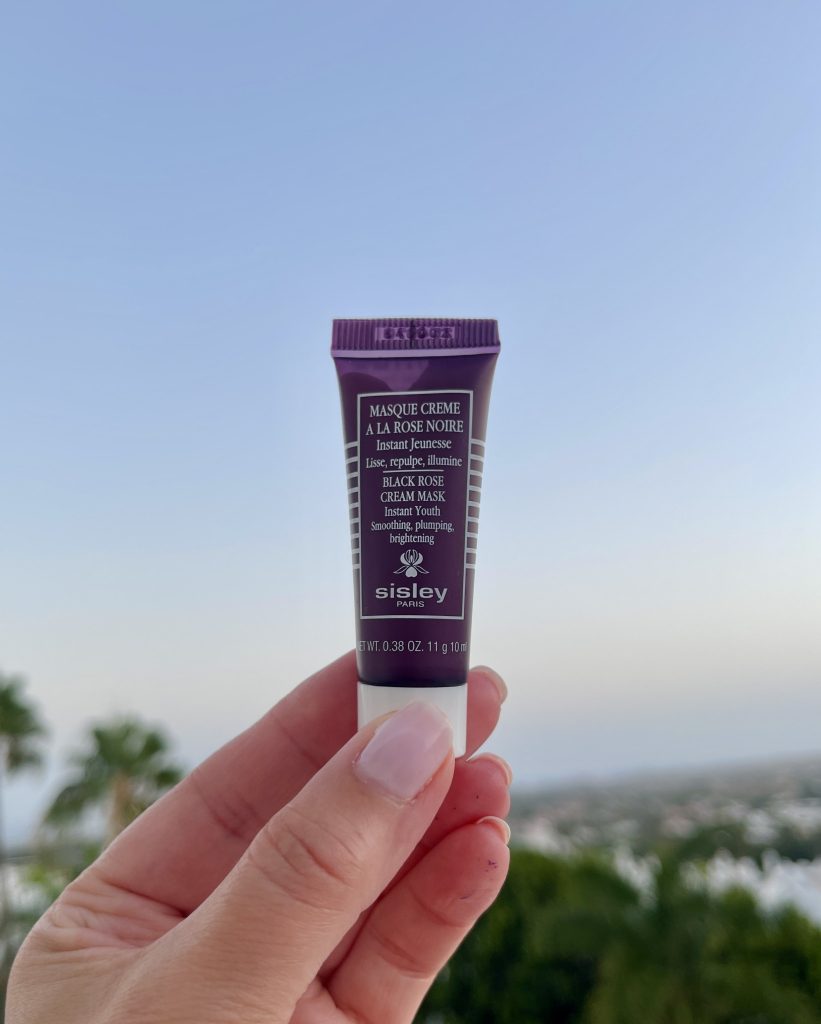 MASQUE CREME
A LA ROSE NOIRE
Instant Jeunesse
Lisse, repulpe, illumine
BLACK ROSE
CREAM MASK
Instant Youth
Smoothing, plumping,
brightening
sisley
PARIS
ET WT. 0.38 OZ. 11 g 10 ml